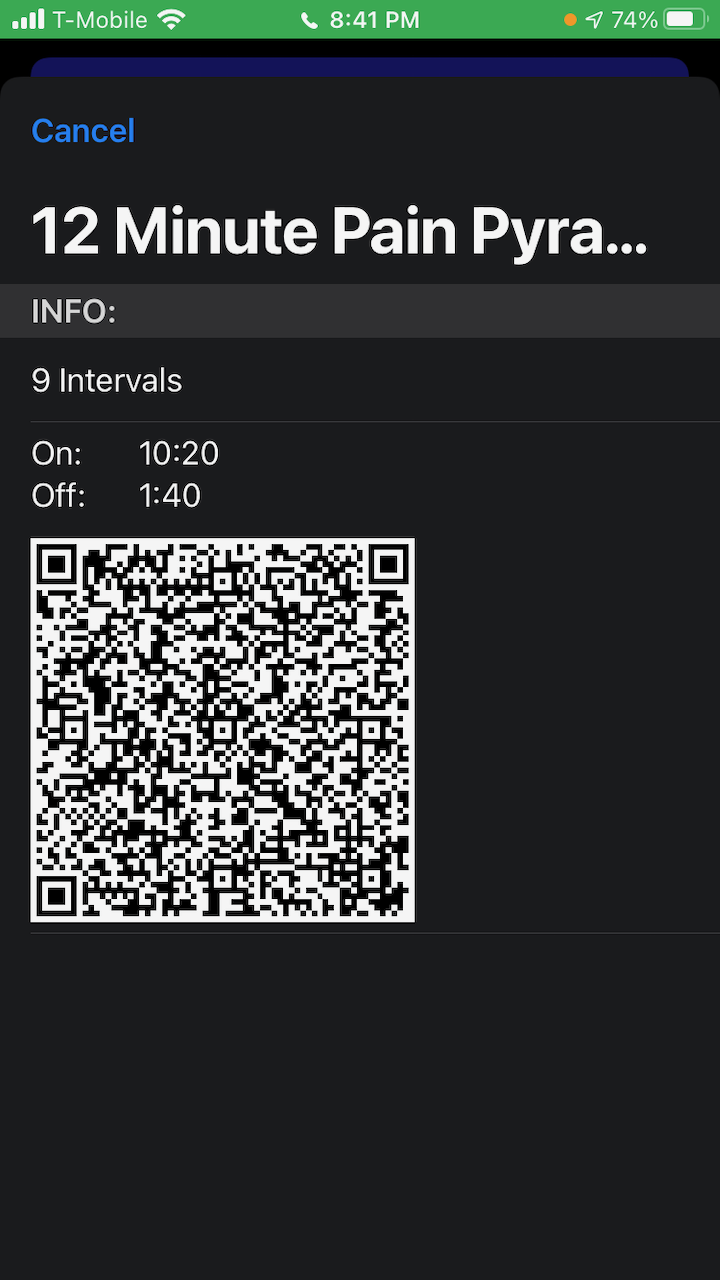 T-Mobile 8:41 PM 74%
Cancel
12 Minute Pain Pyra...
INFO:
9 Intervals
On: 10:20
Off: 1:40